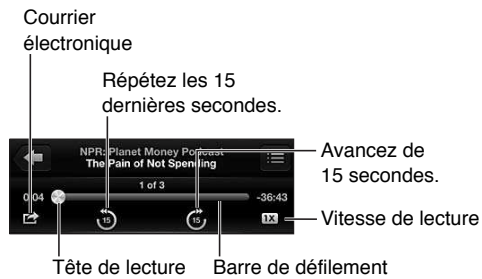 Courrier
électronique
Répétez les 15
dernières secondes.
NPR: Planet Money Podcast
The Pain of Not Spending
Avancez de
15 secondes.
1 of 3
0:04
-36:43
15
15
1X
Vitesse de lecture
Tête de lecture
Barre de défilement